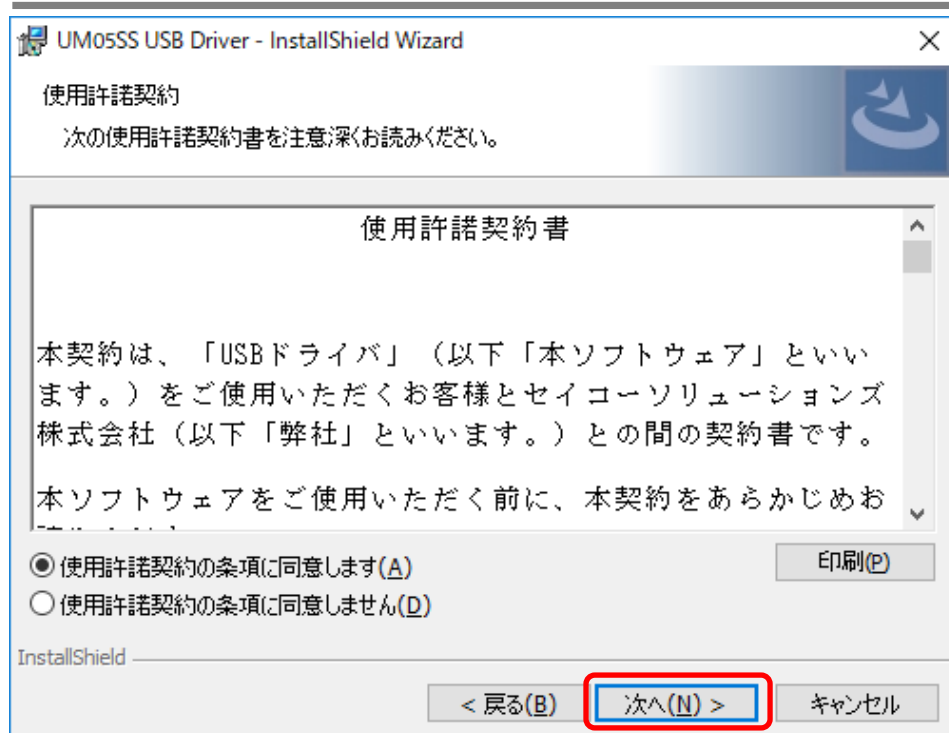 UM05SS USB Driver - InstallShield Wizard
使用許諾契約
次の使用許諾契約書を注意深くお読みください。
使用許諾契約書
本契約は、「USBドライバ」（以下「本ソフトウェア」といい
ます。）をご使用いただくお客様とセイコーソリューションズ
株式会社（以下「弊社」といいます。）との間の契約書です。
本ソフトウェアをご使用いただく前に、本契約をあらかじめお
使用許諾契約の条項に同意します(A)
印刷(P)
使用許諾契約の条項に同意しません(D)
InstallShield
< 戻る(B)
次へ(N) >
キャンセル